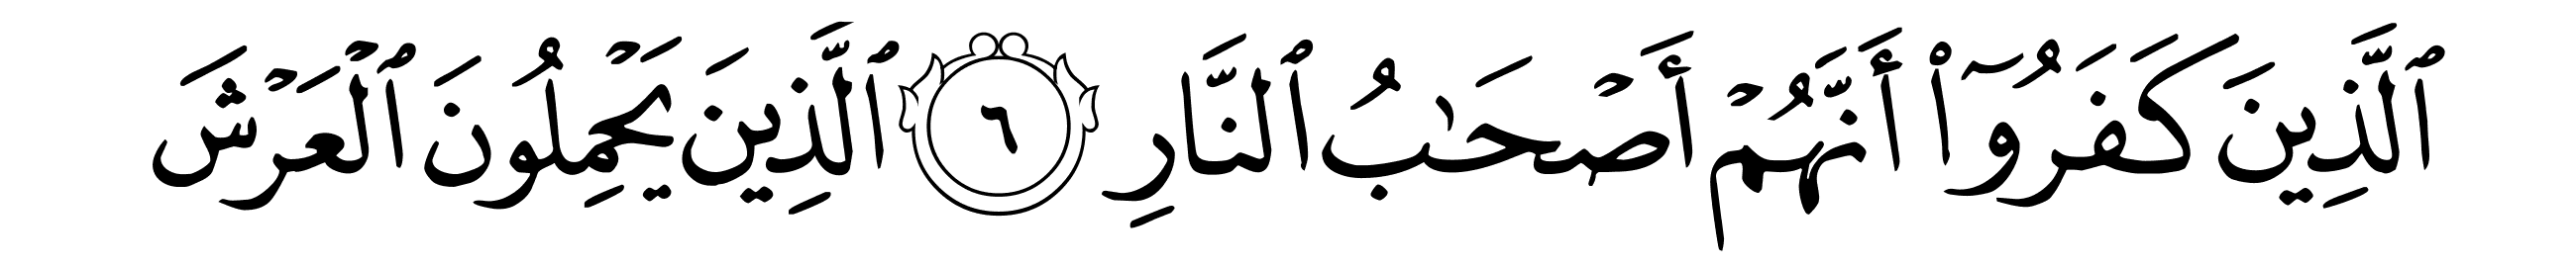 ٱلَّذِينَ كَفَرُوٓا۟ أَنَّهُمْ أَصْحَـٰبُ ٱلنَّارِ ٦ ٱلَّذِينَ يَحْمِلُونَ ٱلْعَرْشَ